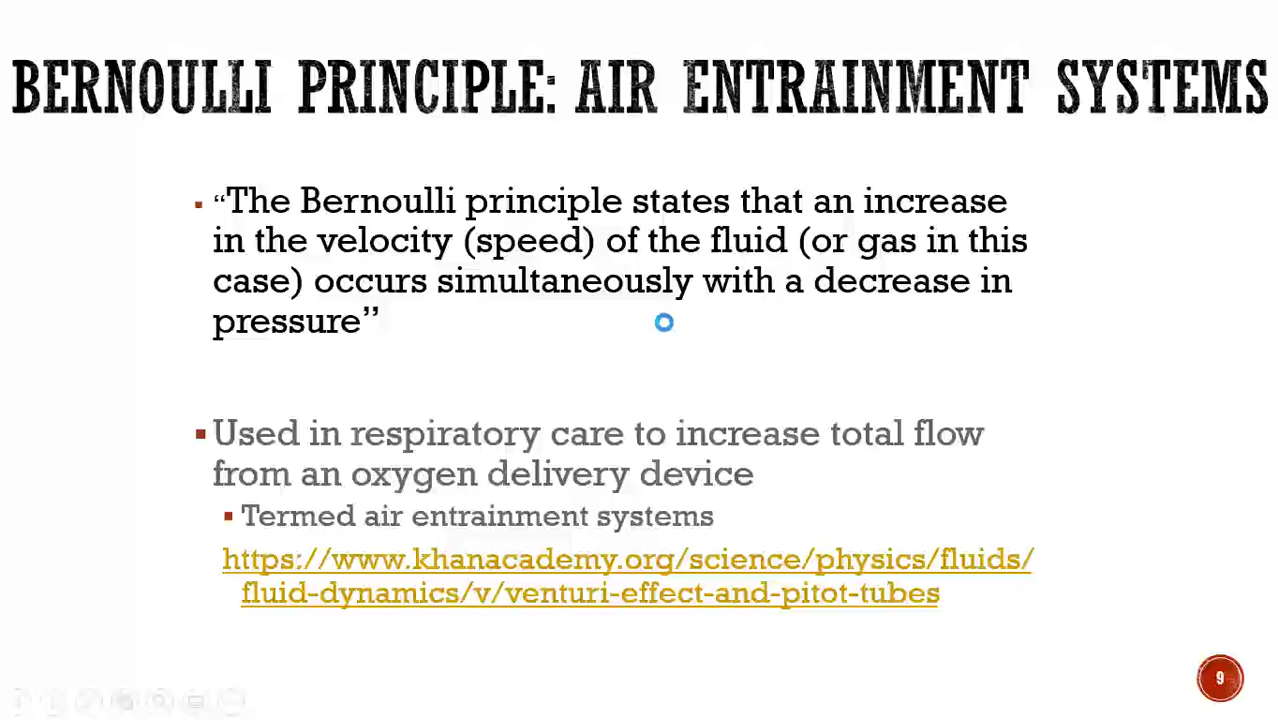 BERNOULLI PRINCIPLE: AIR ENTRAINMENT SYSTEMS
▪ “The Bernoulli principle states that an increase
in the velocity (speed) of the fluid (or gas in this
case) occurs simultaneously with a decrease in
pressure”
▪ Used in respiratory care to increase total flow
from an oxygen delivery device
▪ Termed air entrainment systems
https://www.khanacademy.org/science/physics/fluids/
fluid-dynamics/v/venturi-effect-and-pitot-tubes
9